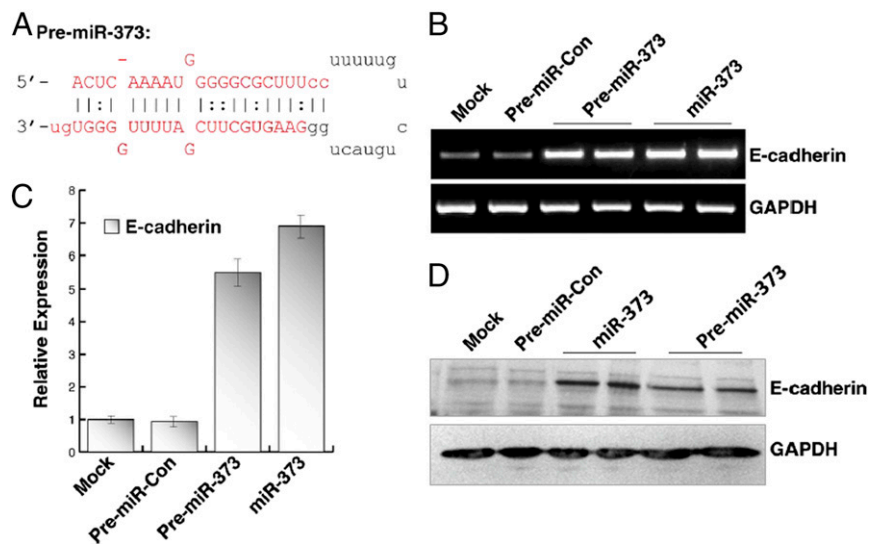 A Pre-miR-373:
- G uuuuug
5'- ACUC AAAAU GGGGCGCUUUcc u
||:| ||||| |::||||:||||
3'-ugUGGG UUUUA CUUCGUGAAGgg c
G G ucaugu
B
Mock Pre-miR-Con Pre-miR-373 miR-373
E-cadherin
GAPDH
C
8
7
6
5
4
3
2
1
0
Relative Expression
E-cadherin
Mock Pre-miR-Con Pre-miR-373 miR-373
D
Mock Pre-miR-Con miR-373 Pre-miR-373
E-cadherin
GAPDH